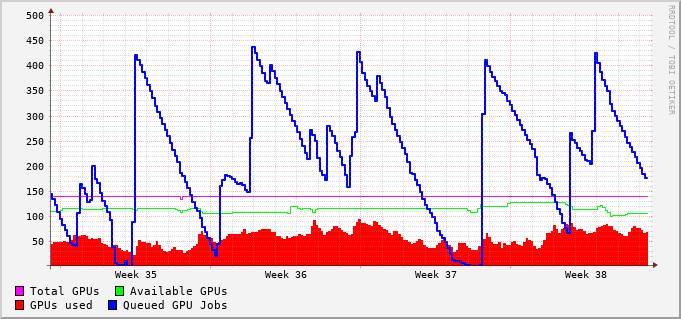 500
450
400
350
300
250
200
150
100
50
Week 35 Week 36 Week 37 Week 38
Total GPUs Available GPUs
GPUs used Queued GPU Jobs
RRDTOOL / TOBI OETIKER